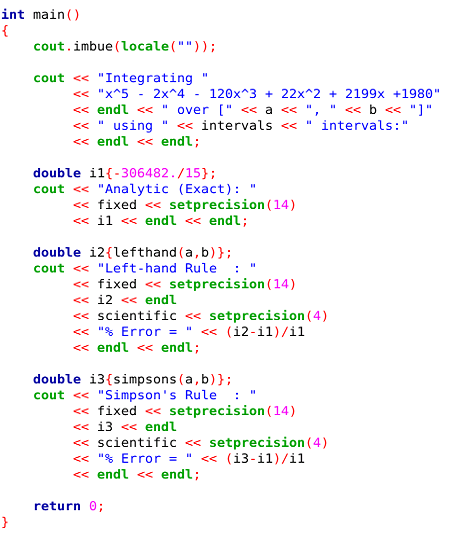 int main()
{
    cout.imbue(locale(""));

    cout << "Integrating "
         << "x^5 - 2x^4 - 120x^3 + 22x^2 + 2199x +1980"
         << endl << " over [" << a << ", " << b << "]"
         << " using " << intervals << " intervals:"
         << endl << endl;

    double i1{-306482./15};
    cout << "Analytic (Exact): "
         << fixed << setprecision(14)
         << i1 << endl << endl;

    double i2{lefthand(a,b)};
    cout << "Left-hand Rule  : "
         << fixed << setprecision(14)
         << i2 << endl
         << scientific << setprecision(4)
         << "% Error = " << (i2-i1)/i1
         << endl << endl;

    double i3{simpsons(a,b)};
    cout << "Simpson's Rule  : "
         << fixed << setprecision(14)
         << i3 << endl
         << scientific << setprecision(4)
         << "% Error = " << (i3-i1)/i1
         << endl << endl;

    return 0;
}